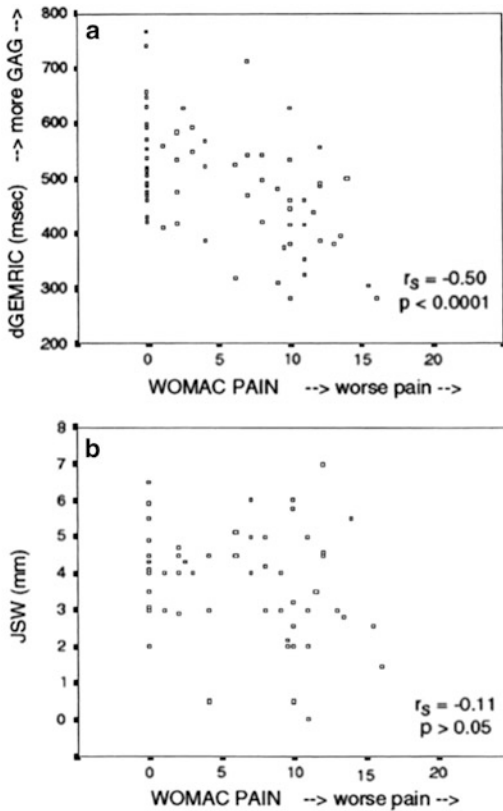 a
dGEMRIC (msec) --> more GAG -->
800
700
600
500
400
300
200
rs = -0.50
p < 0.0001
0 5 10 15 20
WOMAC PAIN --> worse pain -->
b
JSW (mm)
8
7
6
5
4
3
2
1
0
rs = -0.11
p > 0.05
0 5 10 15 20
WOMAC PAIN --> worse pain -->